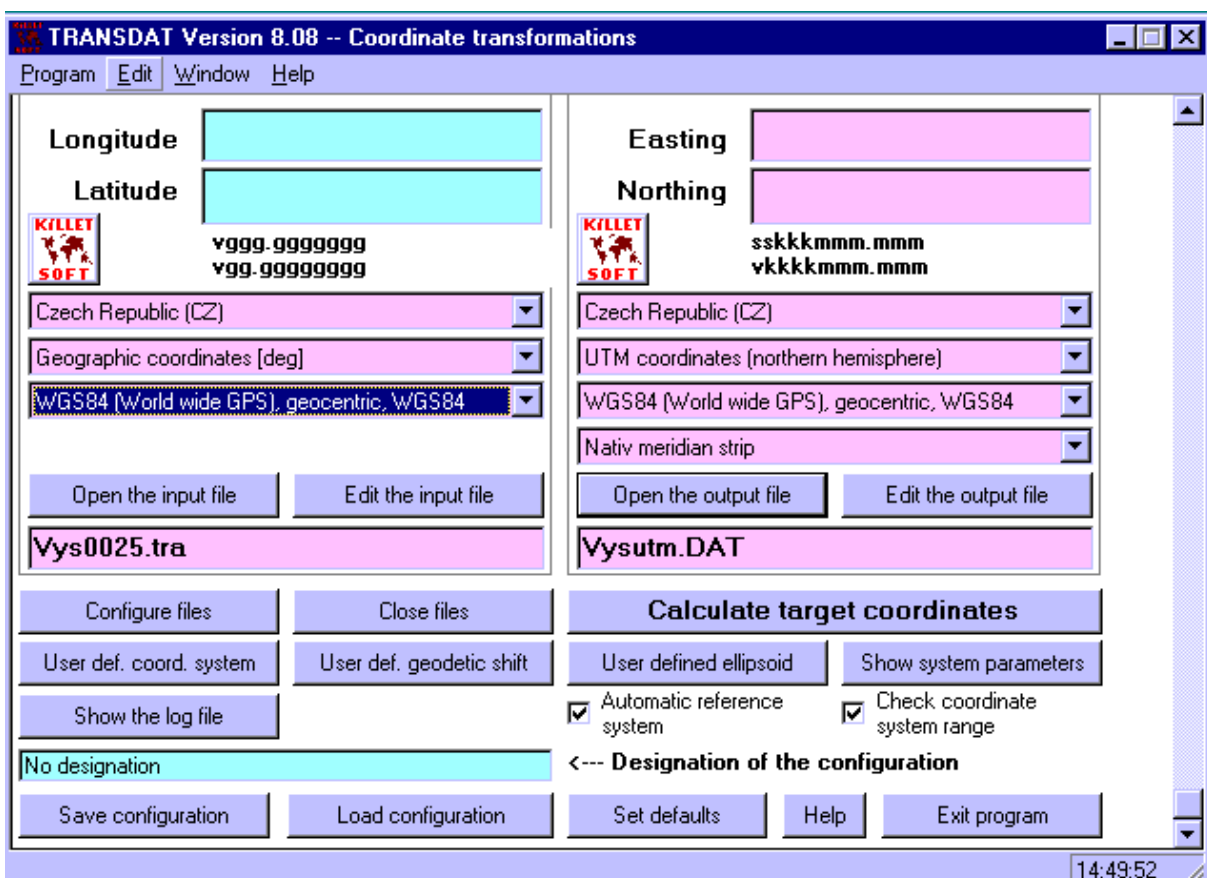 TRANSDAT Version 8.08 -- Coordinate transformations
Program Edit Window Help
Longitude
Latitude
KILLET
SOFT
vggg.ggggggg
vgg.gggggggg
Czech Republic (CZ)
Geographic coordinates [deg]
WGS84 (World wide GPS), geocentric, WGS84
Open the input file
Edit the input file
Vys0025.tra
Easting
Northing
KILLET
SOFT
sskkkmmm.mmm
vkkkkmmm.mmm
Czech Republic (CZ)
UTM coordinates (northern hemisphere)
WGS84 (World wide GPS), geocentric, WGS84
Nativ meridian strip
Open the output file
Edit the output file
Vysutm.DAT
Configure files
Close files
Calculate target coordinates
User def. coord. system
User def. geodetic shift
User defined ellipsoid
Show system parameters
Show the log file
Automatic reference
system
Check coordinate
system range
No designation
<--- Designation of the configuration
Save configuration
Load configuration
Set defaults
Help
Exit program
14:49:52